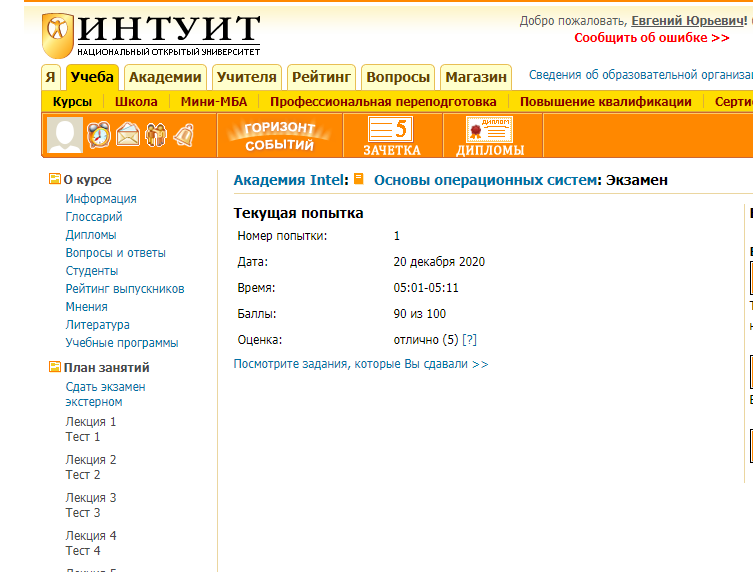 ИНТУИТ
НАЦИОНАЛЬНЫЙ ОТКРЫТЫЙ УНИВЕРСИТЕТ
Добро пожаловать, Евгений Юрьевич!
Сообщить об ошибке >>
Я Учеба Академии Учителя Рейтинг Вопросы Магазин Сведения об образовательной
Курсы Школа Мини-МБА Профессиональная переподготовка Повышение квалификации
ГОРИЗОНТ СОБЫТИЙ
5
ЗАЧЕТКА
ДИПЛОМ
ДИПЛОМЫ
О курсе
Информация
Глоссарий
Дипломы
Вопросы и ответы
Студенты
Рейтинг выпускников
Мнения
Литература
Учебные программы
План занятий
Сдать экзамен
экстерном
Лекция 1
Тест 1
Лекция 2
Тест 2
Лекция 3
Тест 3
Лекция 4
Тест 4
Академия Intel: Основы операционных систем: Экзамен
Текущая попытка
Номер попытки: 1
Дата: 20 декабря 2020
Время: 05:01-05:11
Баллы: 90 из 100
Оценка: отлично (5) [?]
Посмотрите задания, которые Вы сдавали >>